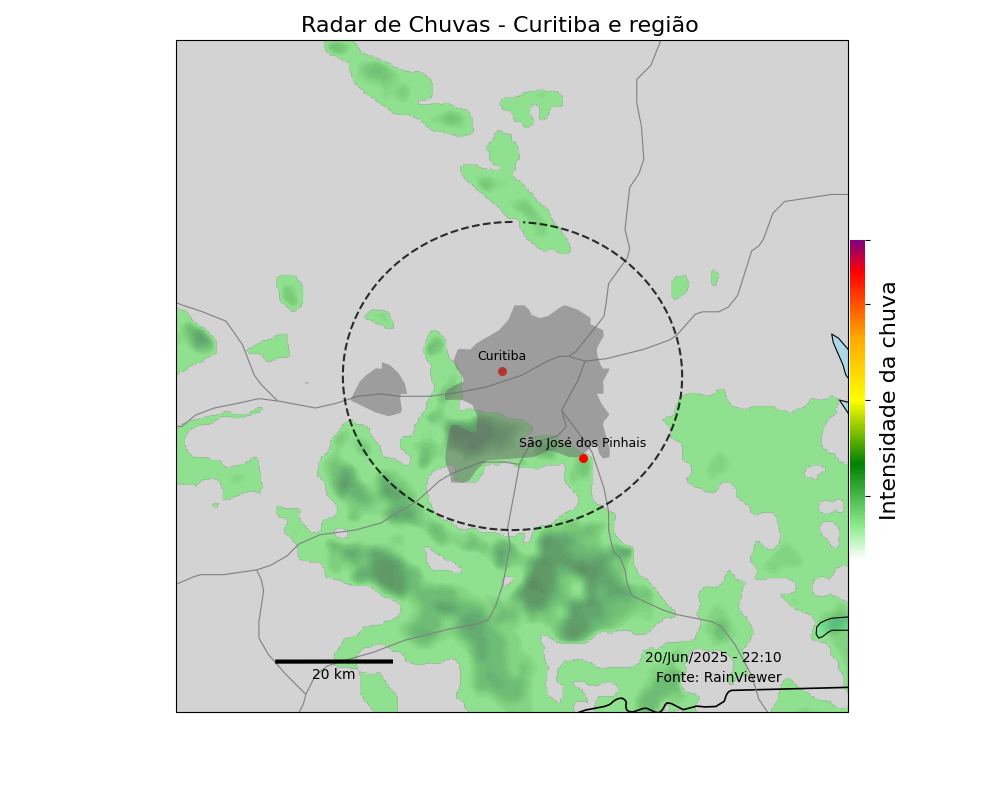 Radar de Chuvas - Curitiba e região
Curitiba
São José dos Pinhais
Intensidade da chuva
20/Jun/2025 - 22:10
20 km
Fonte: RainViewer